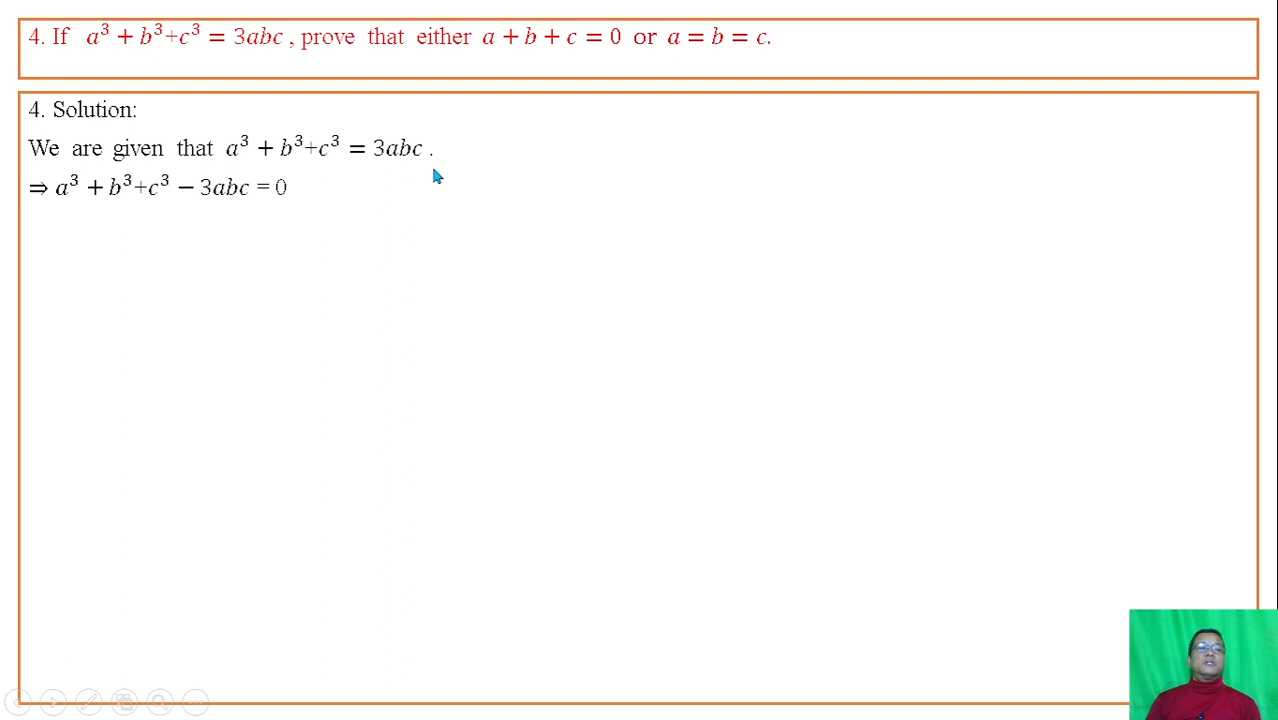 4. If a³ + b³+c³ = 3abc , prove that either a + b + c = 0 or a = b = c.
4. Solution:
We are given that a³ + b³+c³ = 3abc .
⇒ a³ + b³+c³ − 3abc = 0